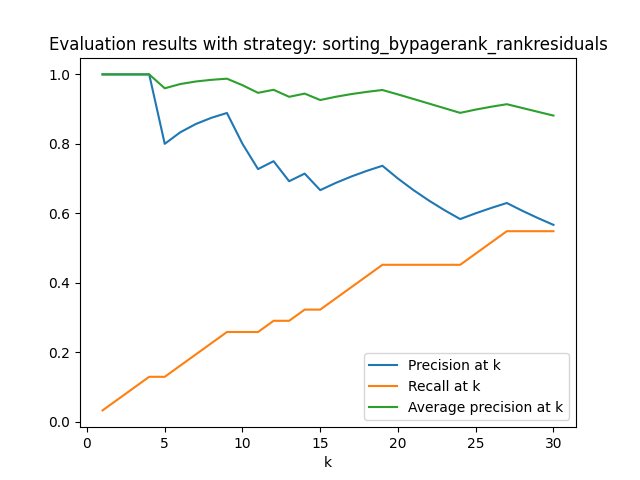 Evaluation results with strategy: sorting_bypagerank_rankresiduals
1.0
0.8
0.6
0.4
0.2
0.0
0 5 10 15 20 25 30
k
Precision at k
Recall at k
Average precision at k